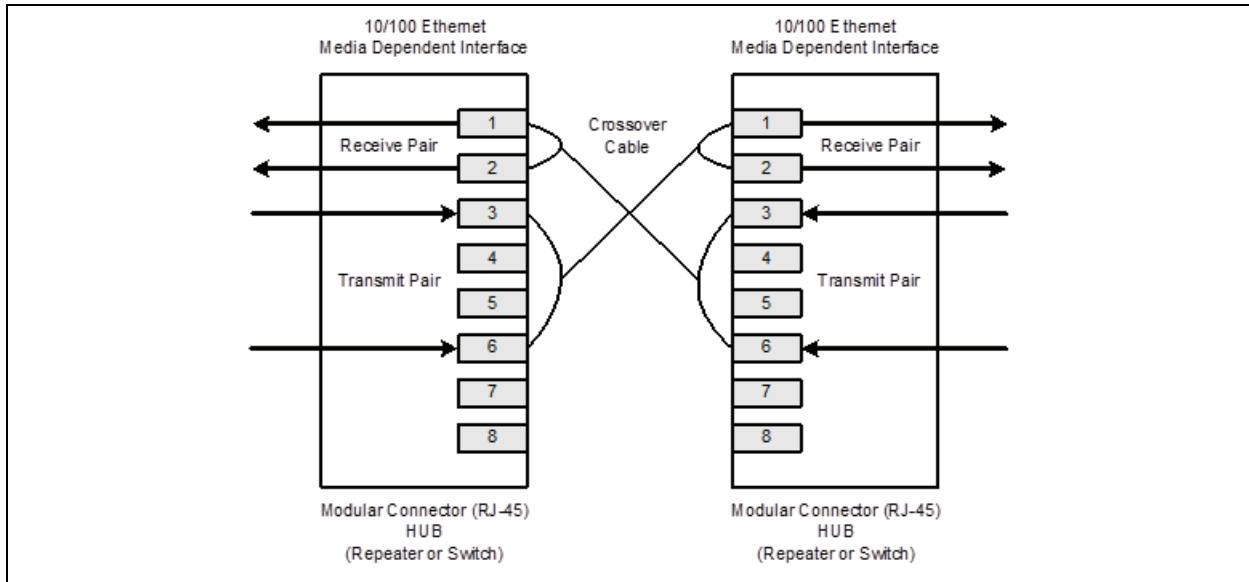 10/100 Ethernet
Media Dependent Interface
10/100 Ethernet
Media Dependent Interface
1
Receive Pair
2
3
4
Transmit Pair
5
6
7
8
Crossover
Cable
1
Receive Pair
2
3
4
Transmit Pair
5
6
7
8
Modular Connector (RJ-45)
HUB
(Repeater or Switch)
Modular Connector (RJ-45)
HUB
(Repeater or Switch)